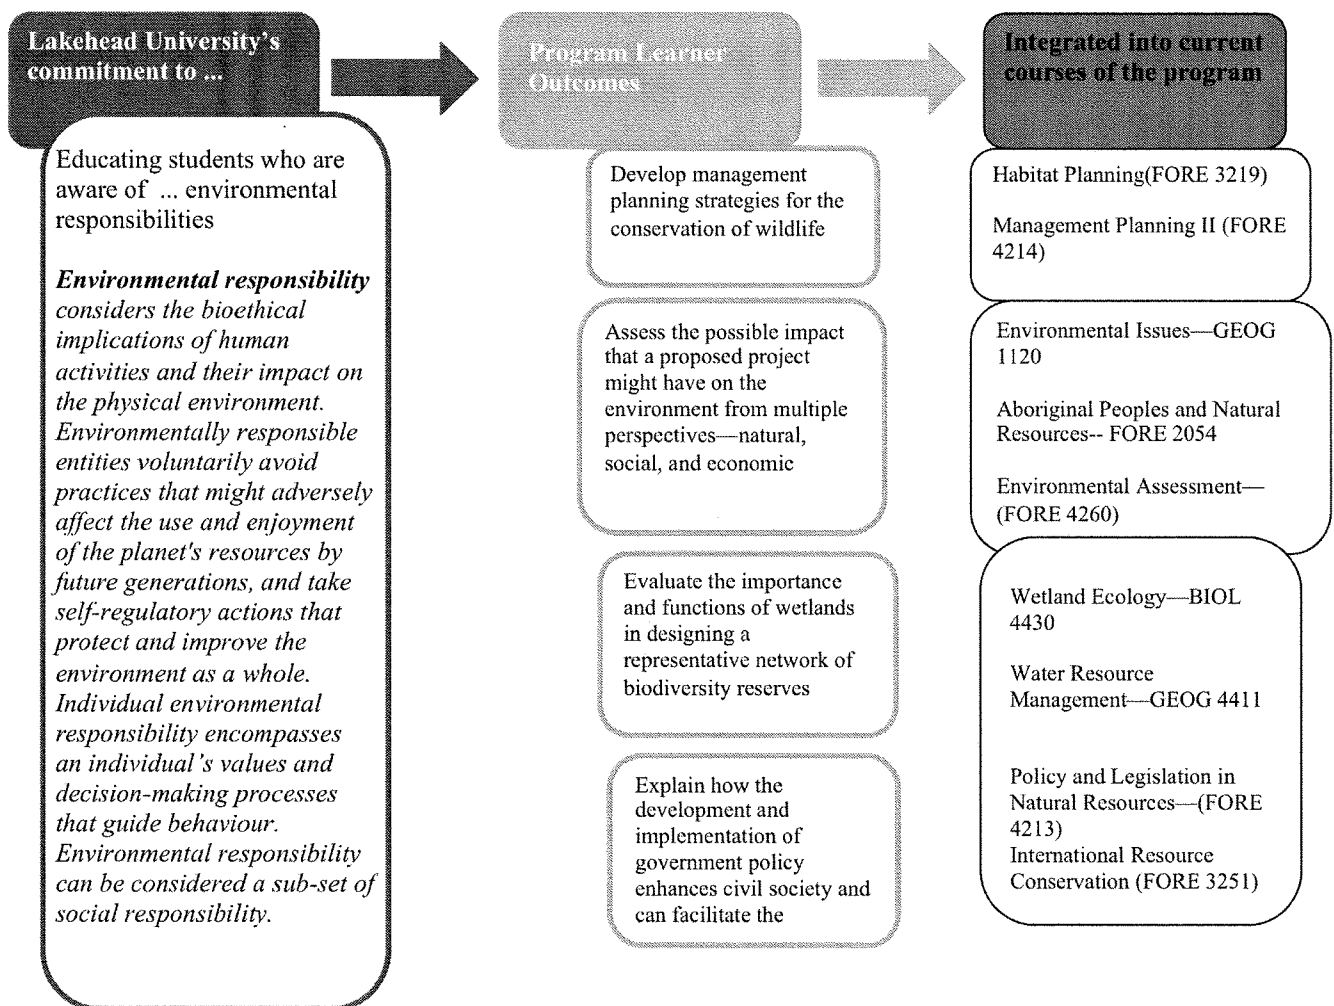 Lakehead University's
commitment to ...
Educating students who are
aware of ... environmental
responsibilities
Environmental responsibility
considers the bioethical
implications of human
activities and their impact on
the physical environment.
Environmentally responsible
entities voluntarily avoid
practices that might adversely
affect the use and enjoyment
of the planet's resources by
future generations, and take
self-regulatory actions that
protect and improve the
environment as a whole.
Individual environmental
responsibility encompasses
an individual's values and
decision-making processes
that guide behaviour.
Environmental responsibility
can be considered a sub-set of
social responsibility.
Program Learner
Outcomes
Develop management
planning strategies for the
conservation of wildlife
Assess the possible impact
that a proposed project
might have on the
environment from multiple
perspectives—natural,
social, and economic
Evaluate the importance
and functions of wetlands
in designing a
representative network of
biodiversity reserves
Explain how the
development and
implementation of
government policy
enhances civil society and
can facilitate the
Integrated into current
courses of the program
Habitat Planning(FORE 3219)
Management Planning II (FORE
4214)
Environmental Issues—GEOG
1120
Aboriginal Peoples and Natural
Resources-- FORE 2054
Environmental Assessment—
(FORE 4260)
Wetland Ecology—BIOL
4430
Water Resource
Management—GEOG 4411
Policy and Legislation in
Natural Resources—(FORE
4213)
International Resource
Conservation (FORE 3251)